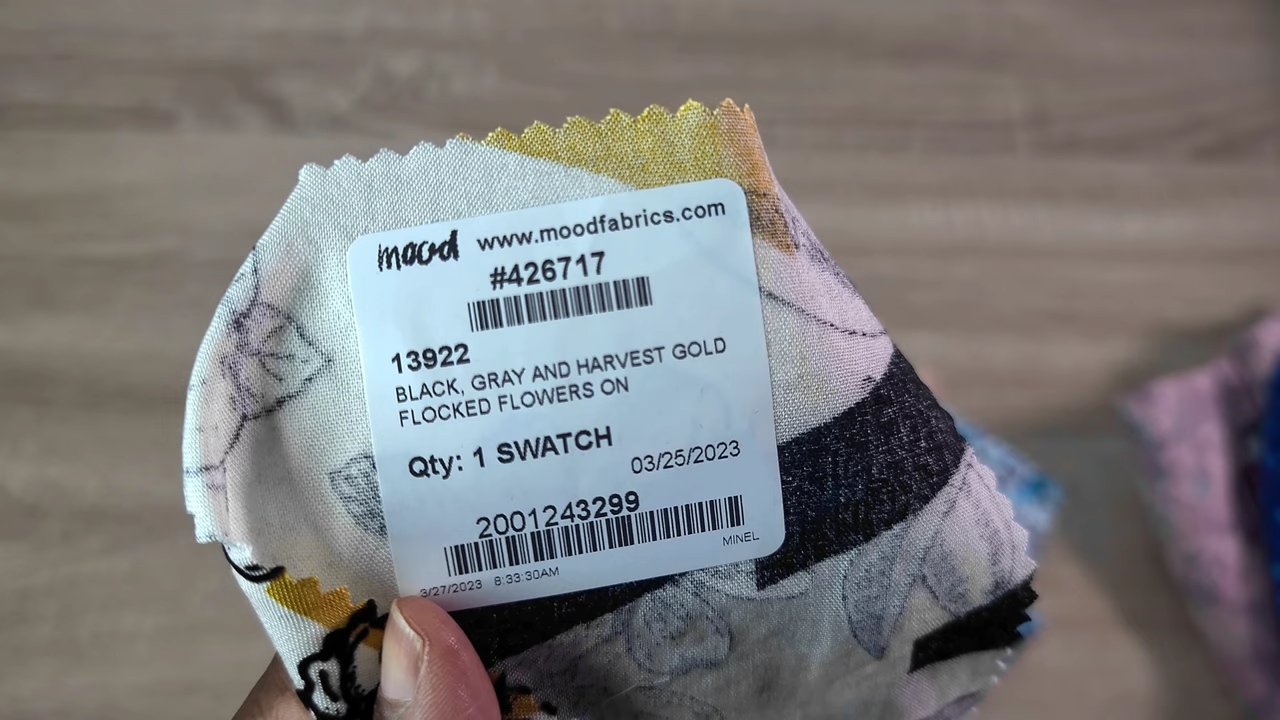 mood www.moodfabrics.com
#426717
13922
BLACK, GRAY AND HARVEST GOLD
FLOCKED FLOWERS ON
Qty: 1 SWATCH
03/25/2023
2001243299
MINEL
3/27/2023 8:33:30AM